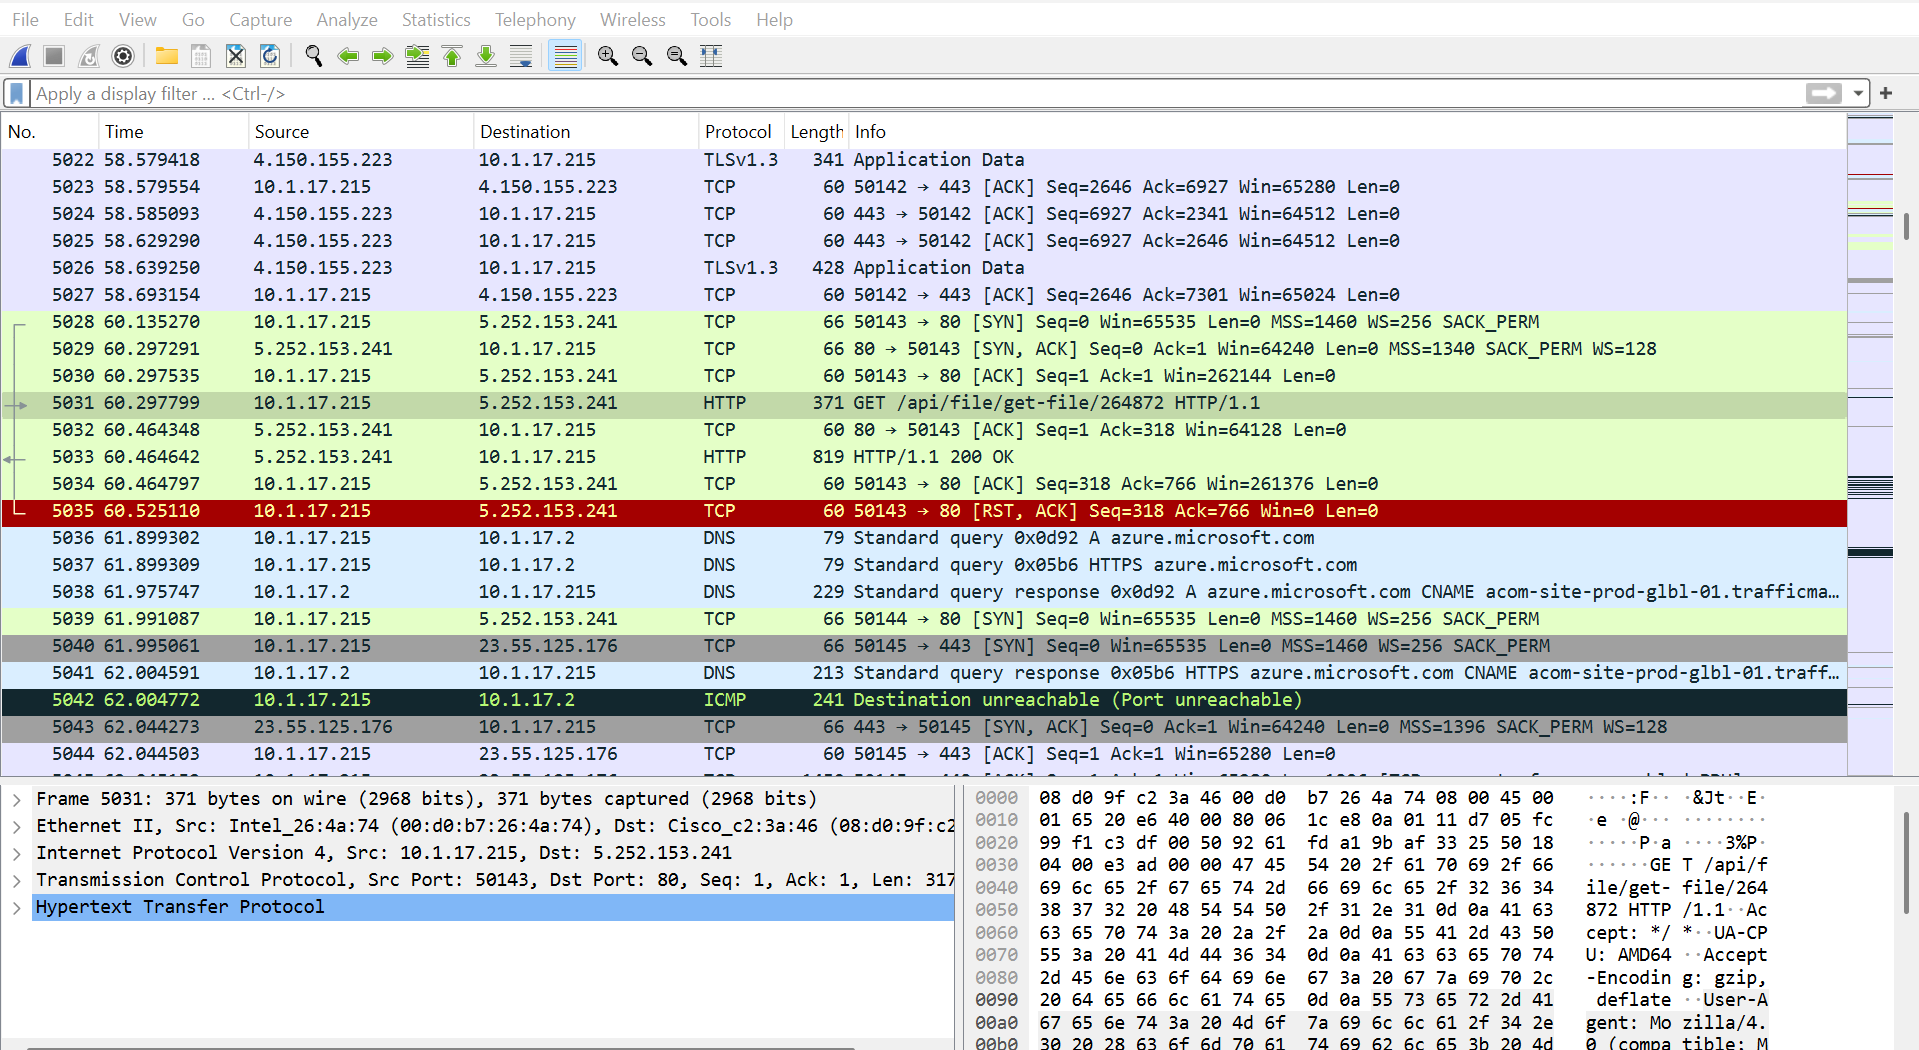 File Edit View Go Capture Analyze Statistics Telephony Wireless Tools Help
Apply a display filter ... <Ctrl-/>
No. Time Source Destination Protocol Length Info
5022 58.579418 4.150.155.223 10.1.17.215 TLSv1.3 341 Application Data
5023 58.579554 10.1.17.215 4.150.155.223 TCP 60 50142 → 443 [ACK] Seq=2646 Ack=6927 Win=65280 Len=0
5024 58.585093 4.150.155.223 10.1.17.215 TCP 60 443 → 50142 [ACK] Seq=6927 Ack=2341 Win=64512 Len=0
5025 58.629290 4.150.155.223 10.1.17.215 TCP 60 443 → 50142 [ACK] Seq=6927 Ack=2646 Win=64512 Len=0
5026 58.639250 4.150.155.223 10.1.17.215 TLSv1.3 428 Application Data
5027 58.693154 10.1.17.215 4.150.155.223 TCP 60 50142 → 443 [ACK] Seq=2646 Ack=7301 Win=65024 Len=0
5028 60.135270 10.1.17.215 5.252.153.241 TCP 66 50143 → 80 [SYN] Seq=0 Win=65535 Len=0 MSS=1460 WS=256 SACK_PERM
5029 60.297291 5.252.153.241 10.1.17.215 TCP 66 80 → 50143 [SYN, ACK] Seq=0 Ack=1 Win=64240 Len=0 MSS=1340 SACK_PERM WS=128
5030 60.297535 10.1.17.215 5.252.153.241 TCP 60 50143 → 80 [ACK] Seq=1 Ack=1 Win=262144 Len=0
5031 60.297799 10.1.17.215 5.252.153.241 HTTP 371 GET /api/file/get-file/264872 HTTP/1.1
5032 60.464348 5.252.153.241 10.1.17.215 TCP 60 80 → 50143 [ACK] Seq=1 Ack=318 Win=64128 Len=0
5033 60.464642 5.252.153.241 10.1.17.215 HTTP 819 HTTP/1.1 200 OK
5034 60.464797 10.1.17.215 5.252.153.241 TCP 60 50143 → 80 [ACK] Seq=318 Ack=766 Win=261376 Len=0
5035 60.525110 10.1.17.215 5.252.153.241 TCP 60 50143 → 80 [RST, ACK] Seq=318 Ack=766 Win=0 Len=0
5036 61.899302 10.1.17.215 10.1.17.2 DNS 79 Standard query 0x0d92 A azure.microsoft.com
5037 61.899309 10.1.17.215 10.1.17.2 DNS 79 Standard query 0x05b6 HTTPS azure.microsoft.com
5038 61.975747 10.1.17.2 10.1.17.215 DNS 229 Standard query response 0x0d92 A azure.microsoft.com CNAME acom-site-prod-glbl-01.trafficma...
5039 61.991087 10.1.17.215 5.252.153.241 TCP 66 50144 → 80 [SYN] Seq=0 Win=65535 Len=0 MSS=1460 WS=256 SACK_PERM
5040 61.995061 10.1.17.215 23.55.125.176 TCP 66 50145 → 443 [SYN] Seq=0 Win=65535 Len=0 MSS=1460 WS=256 SACK_PERM
5041 62.004591 10.1.17.2 10.1.17.215 DNS 213 Standard query response 0x05b6 HTTPS azure.microsoft.com CNAME acom-site-prod-glbl-01.traff...
5042 62.004772 10.1.17.215 10.1.17.2 ICMP 241 Destination unreachable (Port unreachable)
5043 62.044273 23.55.125.176 10.1.17.215 TCP 66 443 → 50145 [SYN, ACK] Seq=0 Ack=1 Win=64240 Len=0 MSS=1396 SACK_PERM WS=128
5044 62.044503 10.1.17.215 23.55.125.176 TCP 60 50145 → 443 [ACK] Seq=1 Ack=1 Win=65280 Len=0
Frame 5031: 371 bytes on wire (2968 bits), 371 bytes captured (2968 bits)
Ethernet II, Src: Intel_26:4a:74 (00:d0:b7:26:4a:74), Dst: Cisco_c2:3a:46 (08:d0:9f:c2
Internet Protocol Version 4, Src: 10.1.17.215, Dst: 5.252.153.241
Transmission Control Protocol, Src Port: 50143, Dst Port: 80, Seq: 1, Ack: 1, Len: 317
Hypertext Transfer Protocol
0000 08 d0 9f c2 3a 46 00 d0 b7 26 4a 74 08 00 45 00 ····:F·· ·&Jt··E·
0010 01 65 20 e6 40 00 80 06 1c e8 0a 01 11 d7 05 fc ·e ·@··· ········
0020 99 f1 c3 df 00 50 92 61 fd a1 9b af 33 25 50 18 ·····P·a ····3%P·
0030 04 00 e3 ad 00 00 47 45 54 20 2f 61 70 69 2f 66 ······GE T /api/f
0040 69 6c 65 2f 67 65 74 2d 66 69 6c 65 2f 32 36 34 ile/get- file/264
0050 38 37 32 20 48 54 54 50 2f 31 2e 31 0d 0a 41 63 872 HTTP /1.1··Ac
0060 63 65 70 74 3a 20 2a 2f 2a 0d 0a 55 41 2d 43 50 cept: */ *··UA-CP
0070 55 3a 20 41 4d 44 36 34 0d 0a 41 63 63 65 70 74 U: AMD64 ··Accept
0080 2d 45 6e 63 6f 64 69 6e 67 3a 20 67 7a 69 70 2c -Encodin g: gzip,
0090 20 64 65 66 6c 61 74 65 0d 0a 55 73 65 72 2d 41 deflate ··User-A
00a0 67 65 6e 74 3a 20 4d 6f 7a 69 6c 6c 61 2f 34 2e gent: Mo zilla/4.
00b0 30 20 28 63 6f 6d 70 61 74 69 62 6c 65 3b 20 4d 0 (compa tible; M